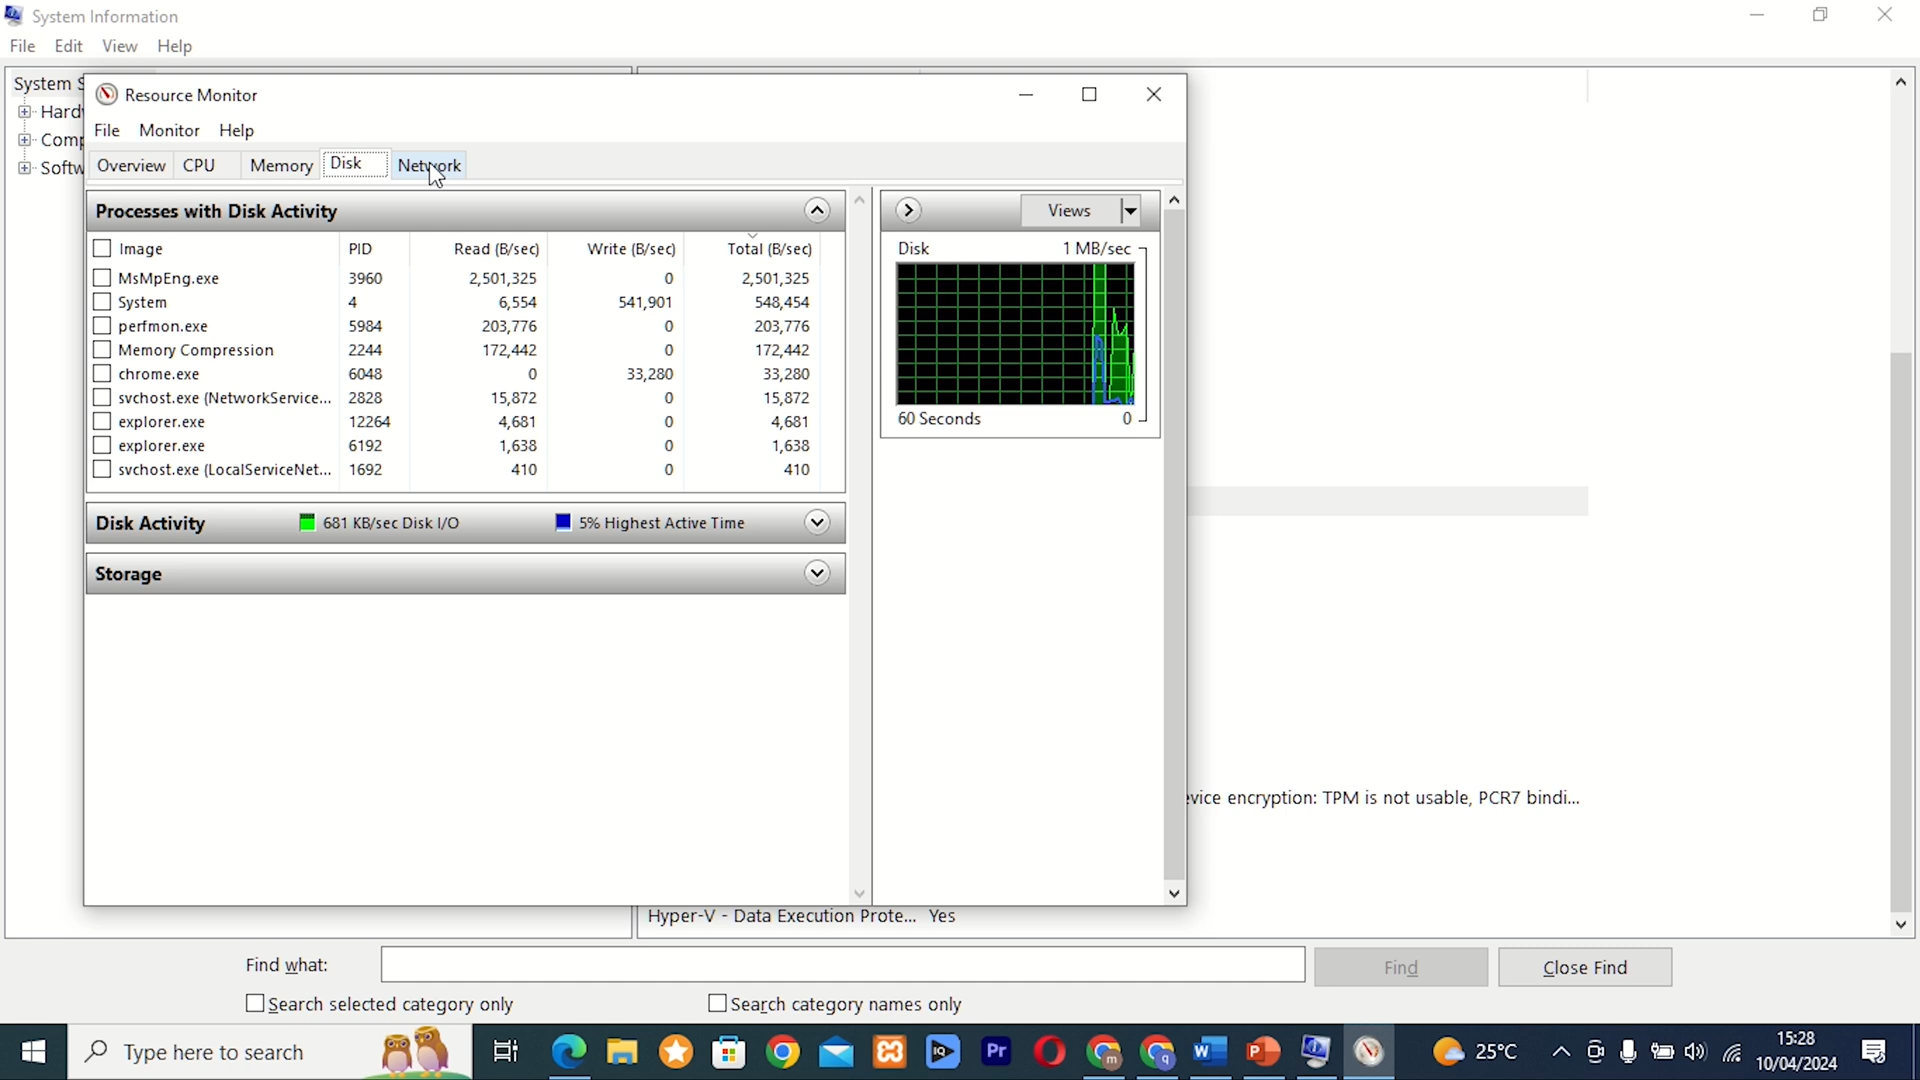 System Information
File Edit View Help
System S
Hardw
Comp
Softw
Resource Monitor
File Monitor Help
Overview CPU Memory Disk Network
Processes with Disk Activity
Image PID Read (B/sec) Write (B/sec) Total (B/sec)
MsMpEng.exe 3960 2,501,325 0 2,501,325
System 4 6,554 541,901 548,454
perfmon.exe 5984 203,776 0 203,776
Memory Compression 2244 172,442 0 172,442
chrome.exe 6048 0 33,280 33,280
svchost.exe (NetworkService... 2828 15,872 0 15,872
explorer.exe 12264 4,681 0 4,681
explorer.exe 6192 1,638 0 1,638
svchost.exe (LocalServiceNet... 1692 410 0 410
Disk Activity 681 KB/sec Disk I/O 5% Highest Active Time
Storage
Views
Disk 1 MB/sec
60 Seconds 0
evice encryption: TPM is not usable, PCR7 bindi...
Hyper-V - Data Execution Prote... Yes
Find what: Find Close Find
Search selected category only Search category names only
Type here to search
IQ
Pr
m
q
W
P
25°C
15:28
10/04/2024